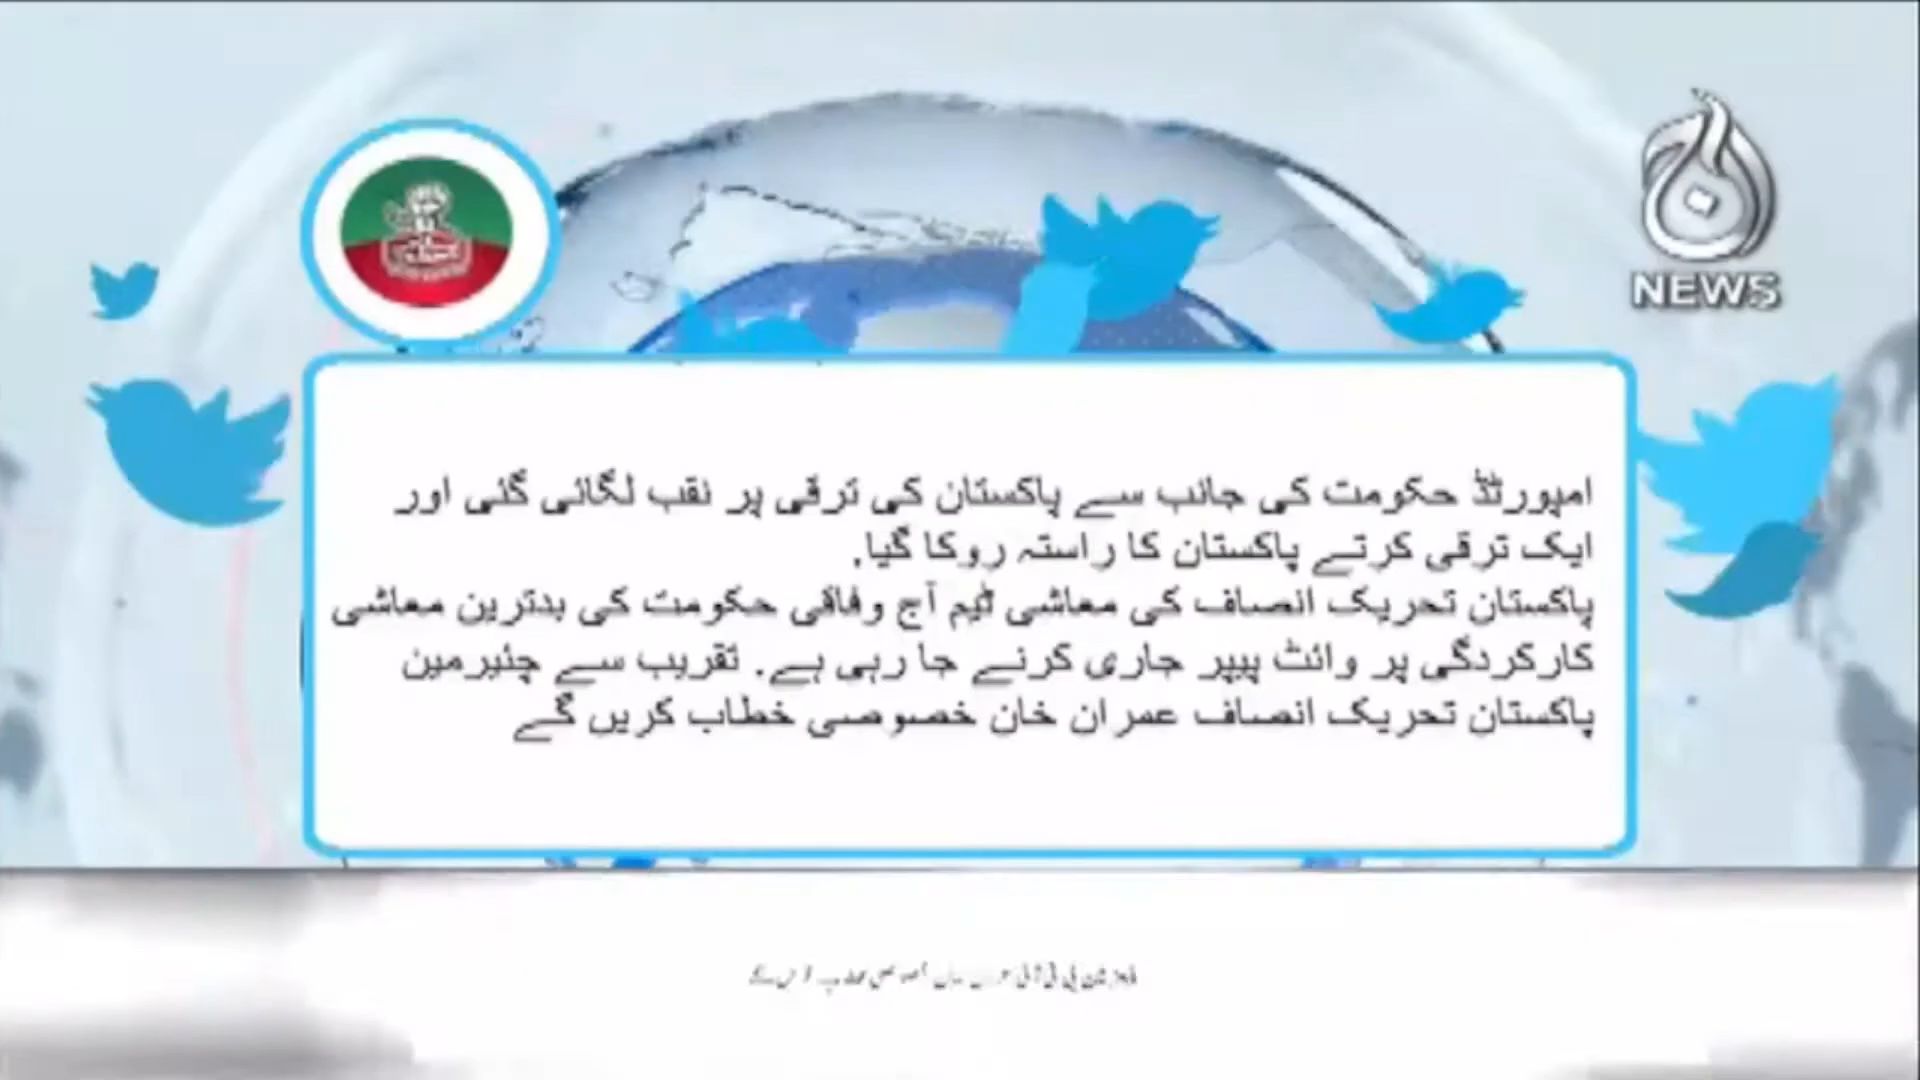 آج
NEWS
امپورٹڈ حکومت کی جانب سے پاکستان کی ترقی پر نقب لگائی گئی اور
ایک ترقی کرتے پاکستان کا راستہ روکا گیا.
پاکستان تحریک انصاف کی معاشی ٹیم آج وفاقی حکومت کی بدترین معاشی
کارکردگی پر وائٹ پیپر جاری کرنے جا رہی ہے. تقریب سے چئیرمین
پاکستان تحریک انصاف عمران خان خصوصی خطاب کریں گے